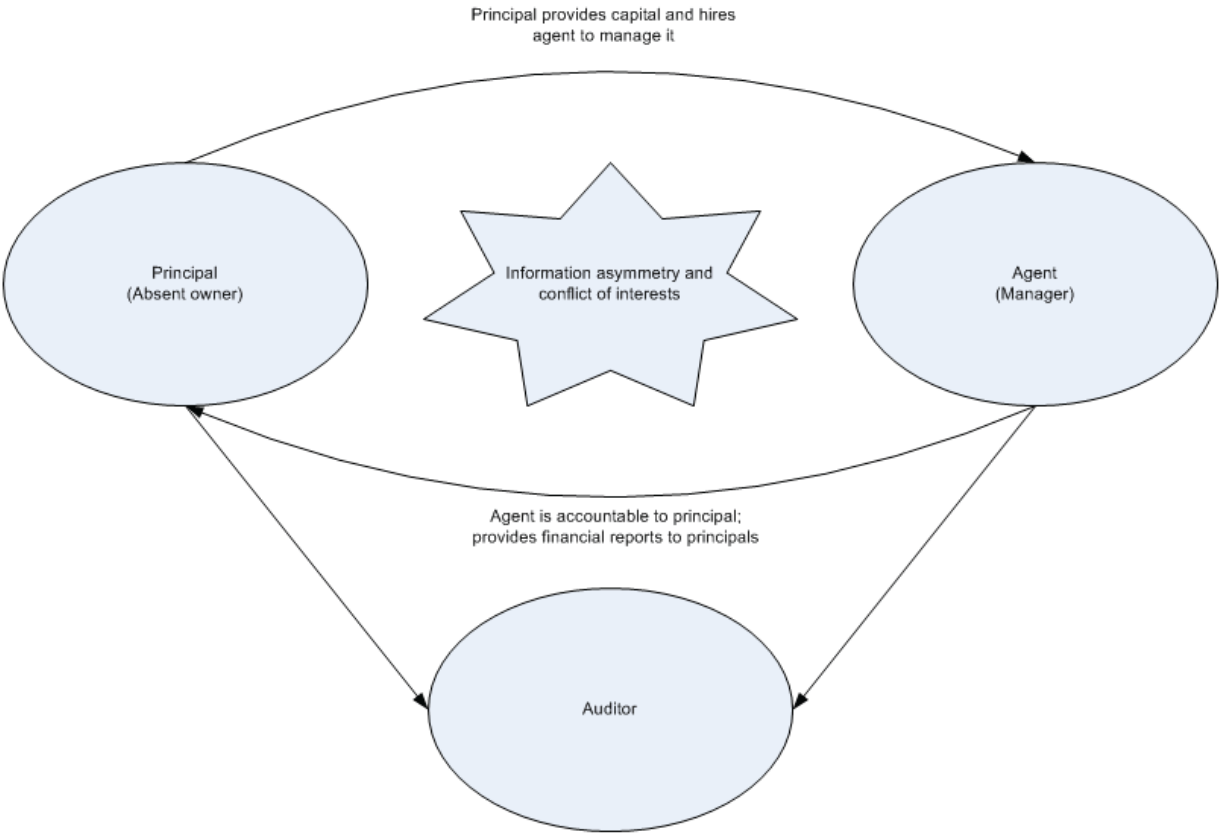 Principal provides capital and hires
agent to manage it
Principal
(Absent owner)
Information asymmetry and
conflict of interests
Agent
(Manager)
Agent is accountable to principal;
provides financial reports to principals
Auditor